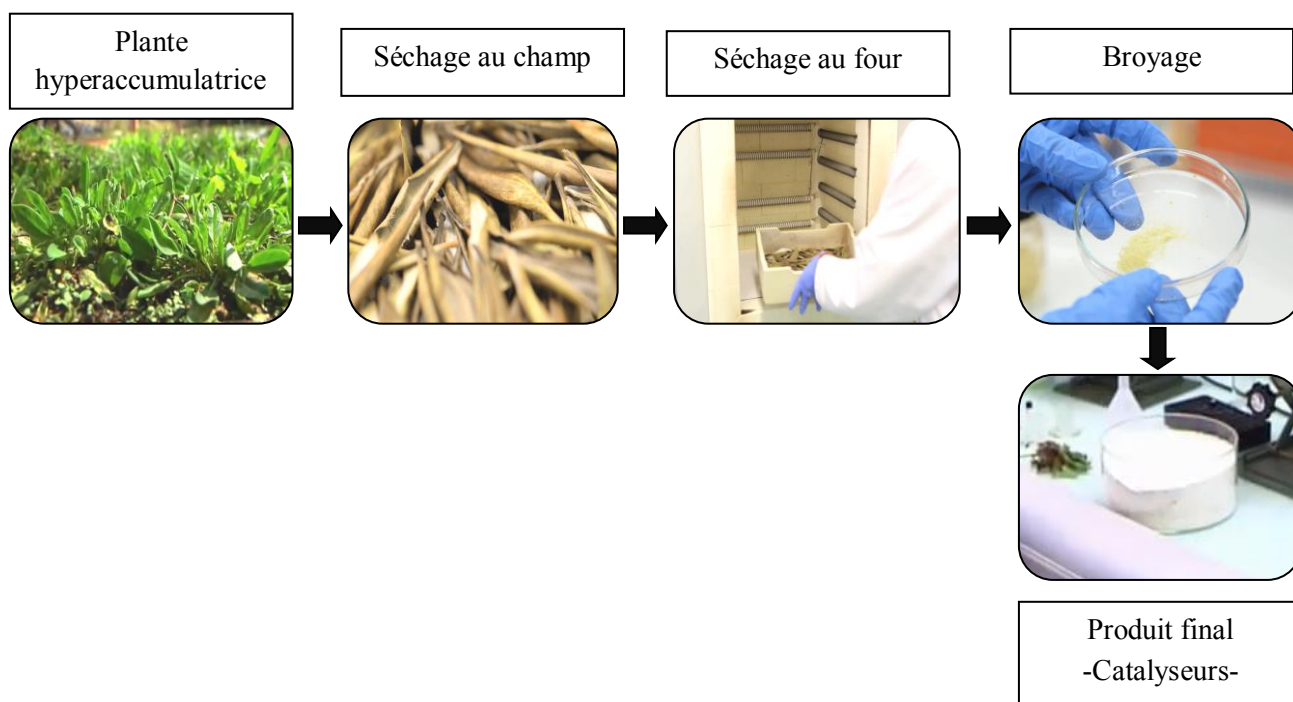 Plante
hyperaccumulatrice
Séchage au champ
Séchage au four
Broyage
Produit final
-Catalyseurs-